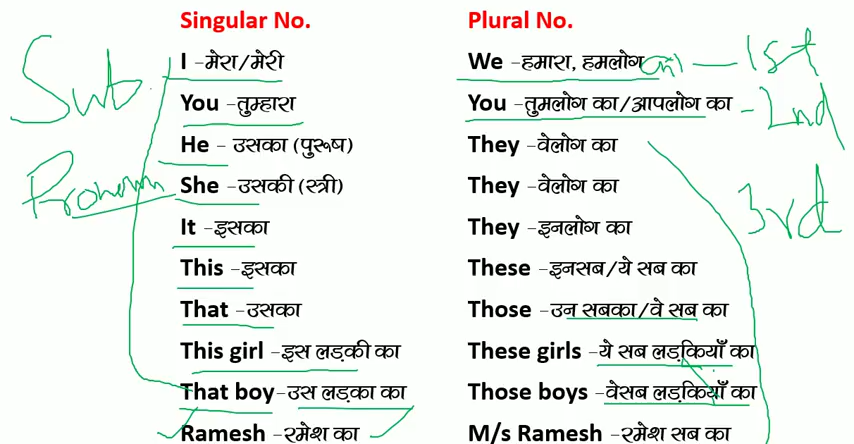 Singular No. Plural No.
I -मेरा/मेरी We -हमारा, हमलोग का - 1st
Sub
You -तुम्हारा You -तुमलोग का/आपलोग का - 2nd
He - उसका (पुरूष) They -वेलोग का
Pronoun
She -उसकी (स्त्री) They -वेलोग का
3rd
It -इसका They -इनलोग का
This -इसका These -इनसब/ये सब का
That -उसका Those -उन सबका/वे सब का
This girl -इस लड़की का These girls -ये सब लड़कियाँ का
That boy-उस लड़का का Those boys -वेसब लड़कियाँ का
Ramesh -रमेश का M/s Ramesh -रमेश सब का